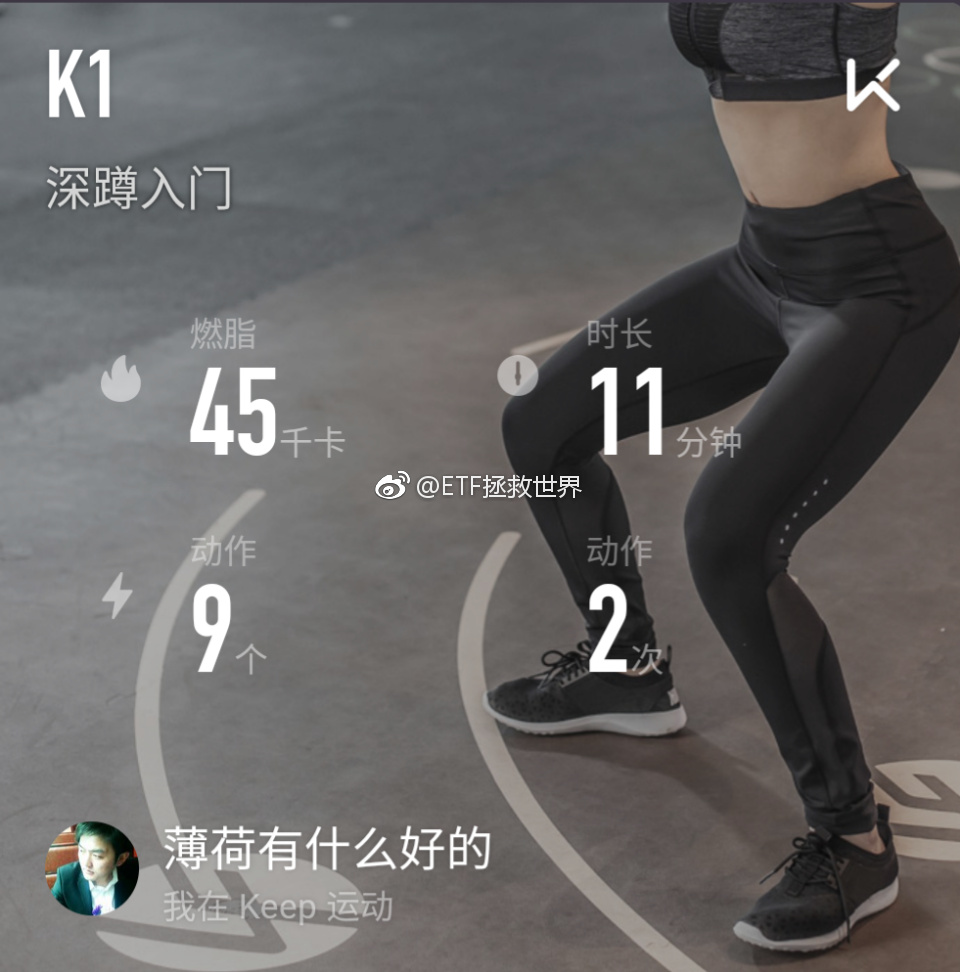 K1
深蹲入门
燃脂
45千卡
时长
11分钟
@ETF拯救世界
动作
9个
动作
2次
薄荷有什么好的
我在 Keep 运动